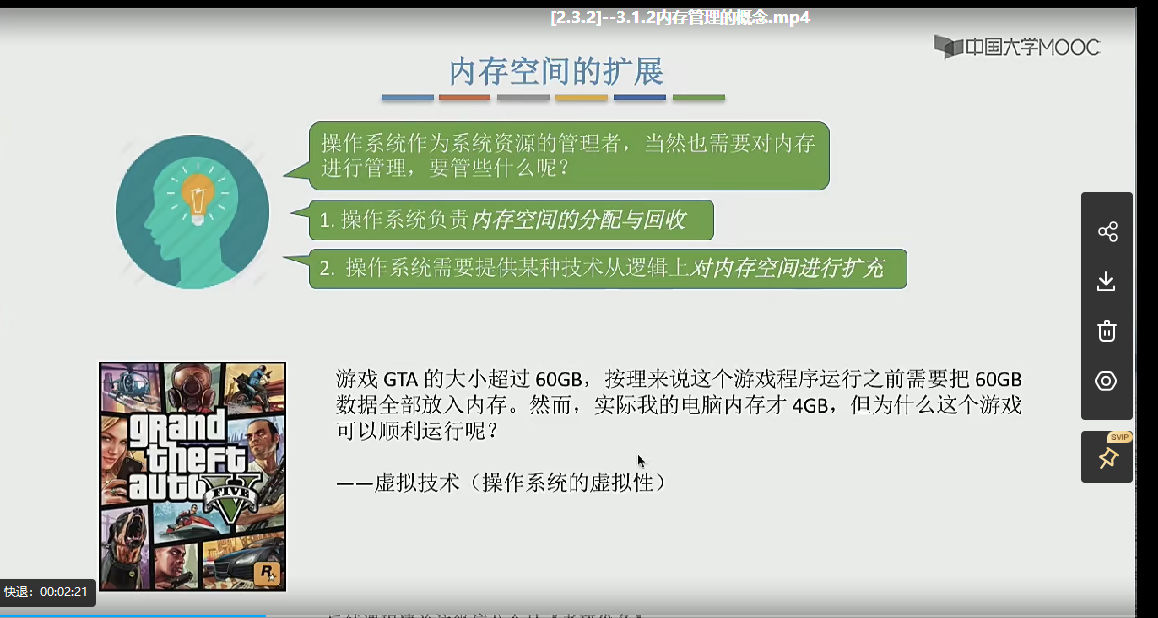 [2.3.2]--3.1.2内存管理的概念.mp4
中国大学MOOC
内存空间的扩展
操作系统作为系统资源的管理者，当然也需要对内存
进行管理，要管些什么呢？
1. 操作系统负责内存空间的分配与回收
2. 操作系统需要提供某种技术从逻辑上对内存空间进行扩充
游戏 GTA 的大小超过 60GB，按理来说这个游戏程序运行之前需要把 60GB
数据全部放入内存。然而，实际我的电脑内存才 4GB，但为什么这个游戏
可以顺利运行呢？
——虚拟技术（操作系统的虚拟性）
grand
theft
auto
V
FIVE
R
SVIP
快退：00:02:21